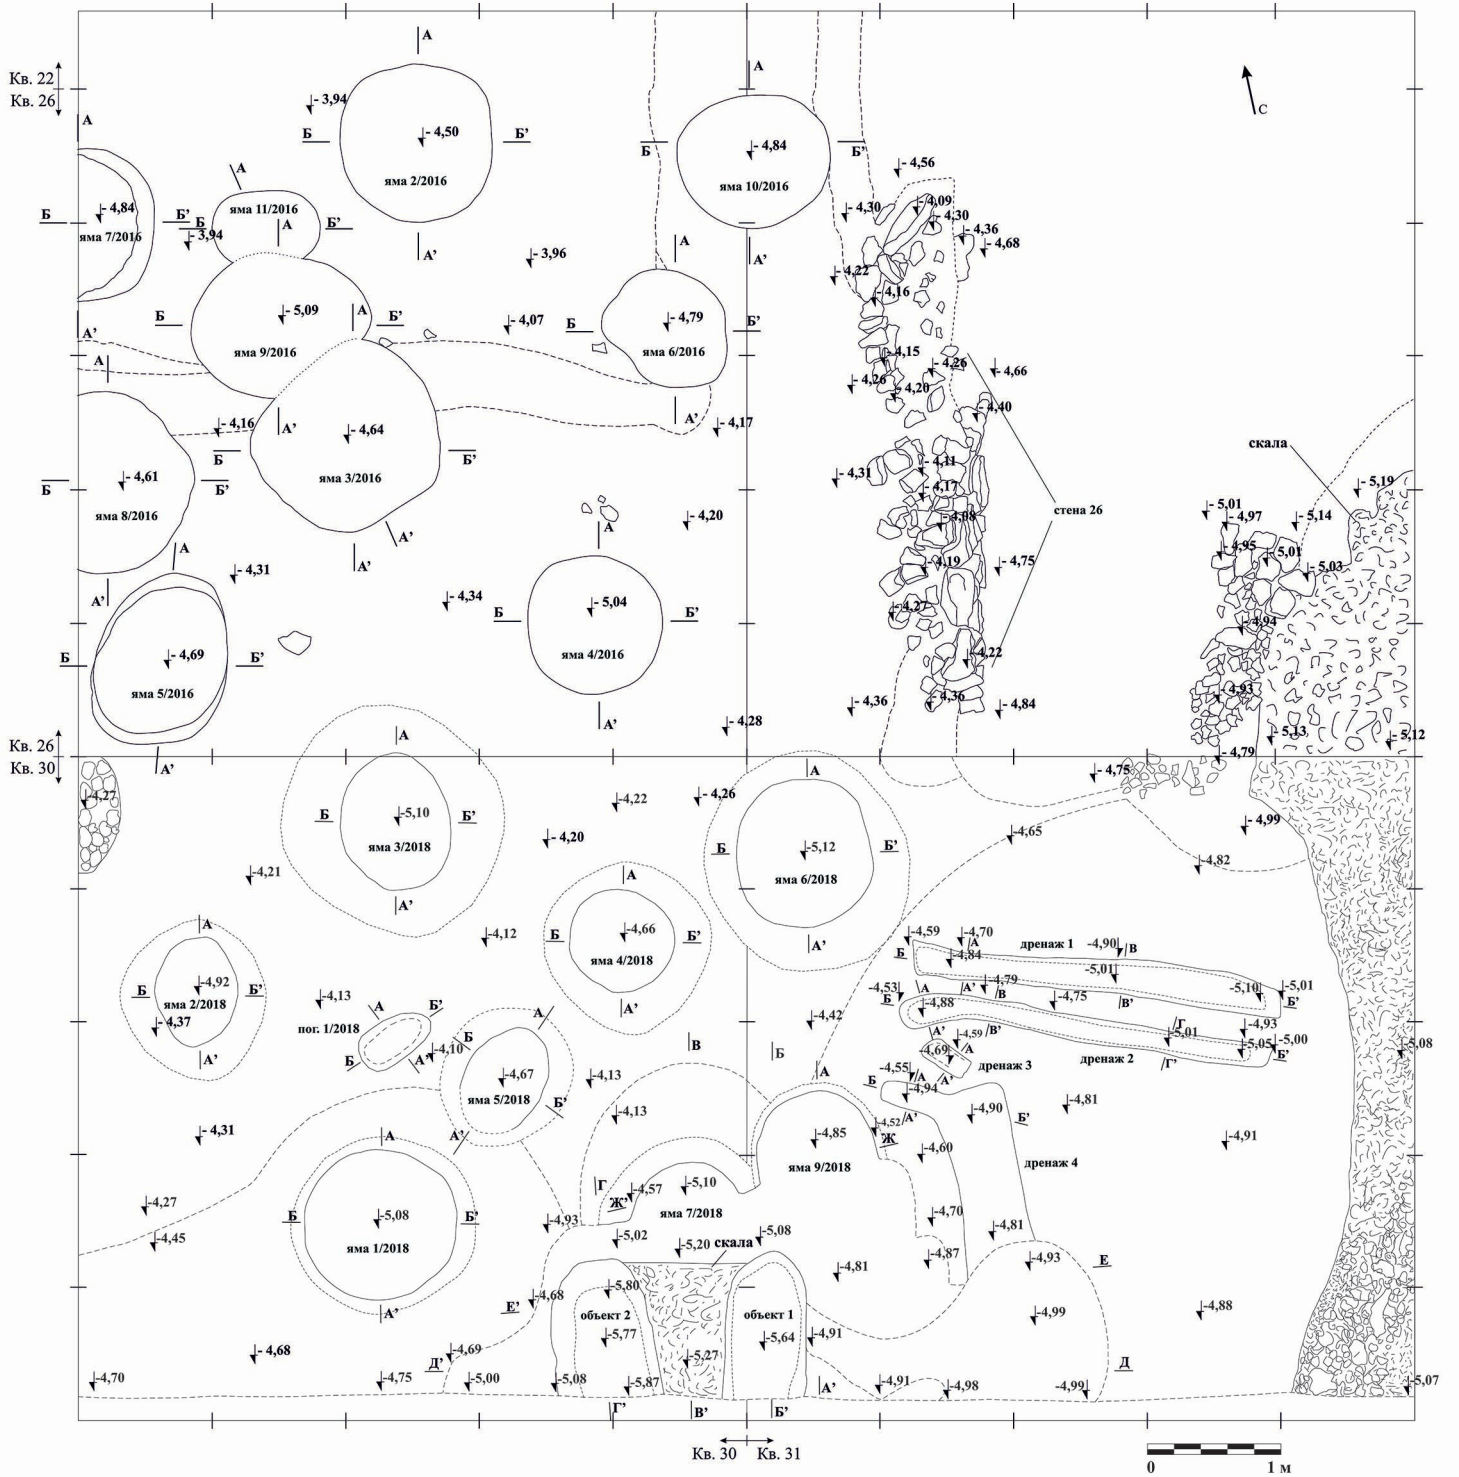 А
А
Кв. 22
Кв. 26
- 3,94
- 4,50
Б
Б'
Б
- 4,84
Б'
А
яма 2/2016
яма 10/2016
- 4,56
А
яма 11/2016
- 4,84
Б
Б'
Б
Б'
яма 7/2016
- 3,94
А
А'
А
А'
- 3,96
- 4,30
- 4,09
- 4,30
- 4,36
- 4,68
- 4,22
- 4,16
Б
- 5,09
А
Б'
- 4,07
Б
- 4,79
Б'
А'
яма 9/2016
яма 6/2016
А
- 4,15
- 4,26
- 4,26
- 4,20
- 4,66
- 4,40
- 4,16
А'
- 4,64
А'
- 4,17
Б
Б'
скала
- 4,61
яма 3/2016
Б
Б'
- 4,31
- 4,11
- 4,17
- 5,19
яма 8/2016
- 4,20
- 4,08
стена 26
- 5,01
- 4,97
- 5,14
А
А'
А
- 4,95
- 5,01
А'
- 4,31
- 4,19
- 4,75
- 5,03
А'
- 4,34
- 5,04
- 4,27
Б
Б'
- 4,94
Б
- 4,69
Б'
яма 4/2016
- 4,22
яма 5/2016
- 4,93
- 4,36
- 4,36
- 4,84
А'
- 4,28
А
- 5,13
- 5,12
Кв. 26
Кв. 30
А'
- 4,79
А
- 4,75
-4,27
-4,22
- 4,26
Б
-5,10
Б'
- 4,99
- 4,20
-4,65
яма 3/2018
Б
-5,12
Б'
-4,82
-4,21
А
яма 6/2018
А'
А
-4,12
Б
-4,66
Б'
А'
-4,59
-4,70
А
дренаж 1
-4,90
В
Б
-4,84
яма 4/2018
-5,01
-4,92
Б
Б'
-4,79
-4,53
А
А'
В
-4,75
В'
-5,10
-5,01
Б'
яма 2/2018
-4,13
А
Б'
А
А'
Б
-4,88
- 4,37
пог. 1/2018
-4,42
Г
-4,93
А'
В'
-4,59
-5,01
-5,00
В
Б
А
-5,05
-5,08
А'
Б
А'
-4,10
Б
-4,69
дренаж 3
дренаж 2
Г'
Б'
-4,67
-4,13
А
-4,55
А
А'
Б
-4,94
яма 5/2018
Б'
-4,13
А'
-4,90
Б'
-4,81
- 4,31
А
А'
-4,85
-4,52
Ж
-4,60
-4,91
яма 9/2018
дренаж 4
Г
-4,57
-5,10
-4,27
Ж'
Б
-5,08
Б'
-4,93
яма 7/2018
-4,70
-4,45
-5,02
-5,20
скала
-5,08
-4,81
яма 1/2018
-4,81
-4,87
-4,93
Е
А'
Е'
-4,68
-5,80
объект 2
объект 1
-4,99
-4,88
-5,77
-5,64
-4,91
- 4,68
-4,69
Д'
-5,27
Д
-4,70
-4,75
-5,00
-5,08
-5,87
А'
-4,91
-4,98
-4,99
-5,07
Г'
В'
Б'
Кв. 30
Кв. 31
С
0
1 м